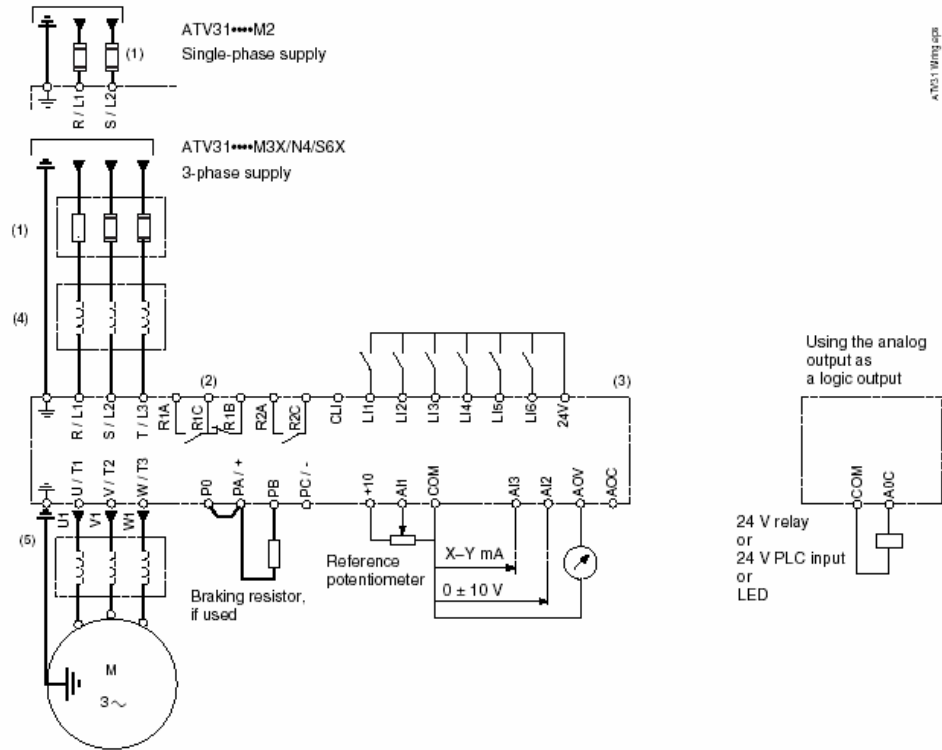 ATV31••••M2
Single-phase supply
(1)
R / L1
S / L2
ATV31 Wiring.eps
ATV31••••M3X/N4/S6X
3-phase supply
(1)
(4)
(2)
(3)
R / L1
S / L2
T / L3
R1A
R1C
R1B
R2A
R2C
CLI
LI1
LI2
LI3
LI4
LI5
LI6
24V
U / T1
V / T2
W / T3
P0
PA / +
PB
PC / -
+10
AI1
COM
AI3
AI2
AOV
AOC
U1
V1
W1
(5)
Braking resistor,
if used
Reference
potentiometer
X–Y mA
0 ± 10 V
M
3∼
Using the analog
output as
a logic output
COM
A0C
24 V relay
or
24 V PLC input
or
LED